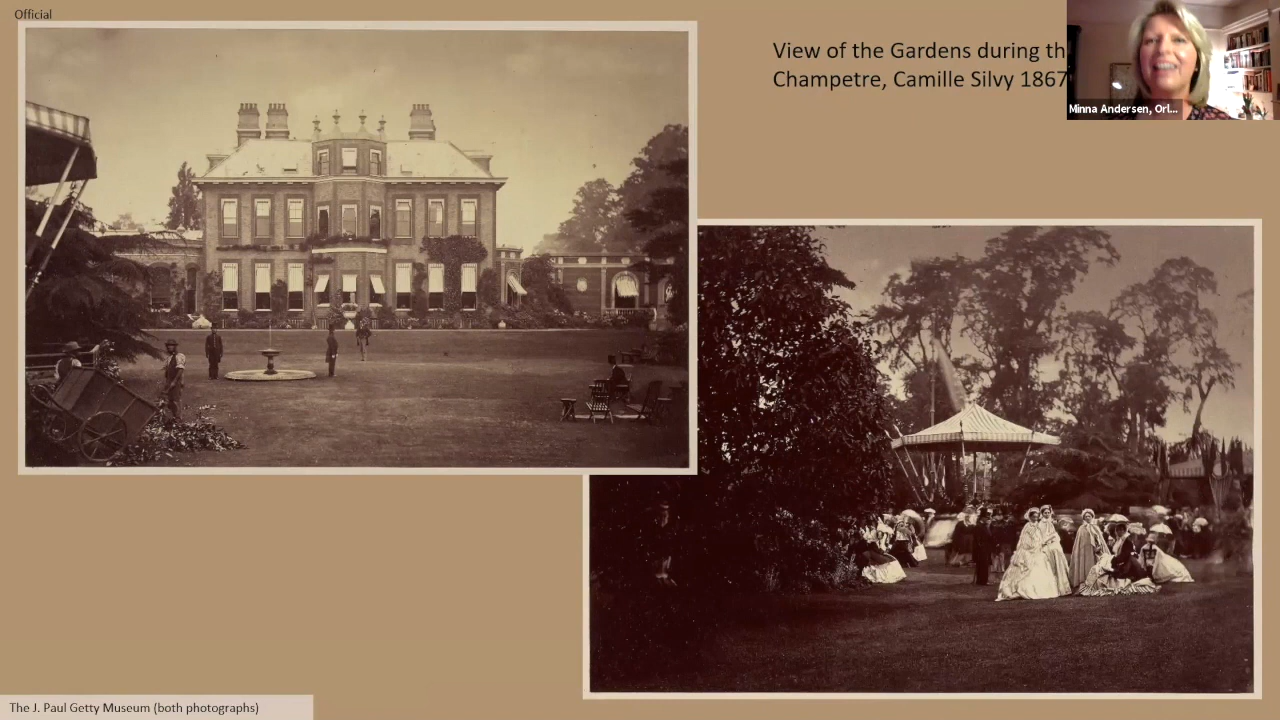 Official
View of the Gardens during th
Champetre, Camille Silvy 1867
Minna Andersen, Orl...
The J. Paul Getty Museum (both photographs)